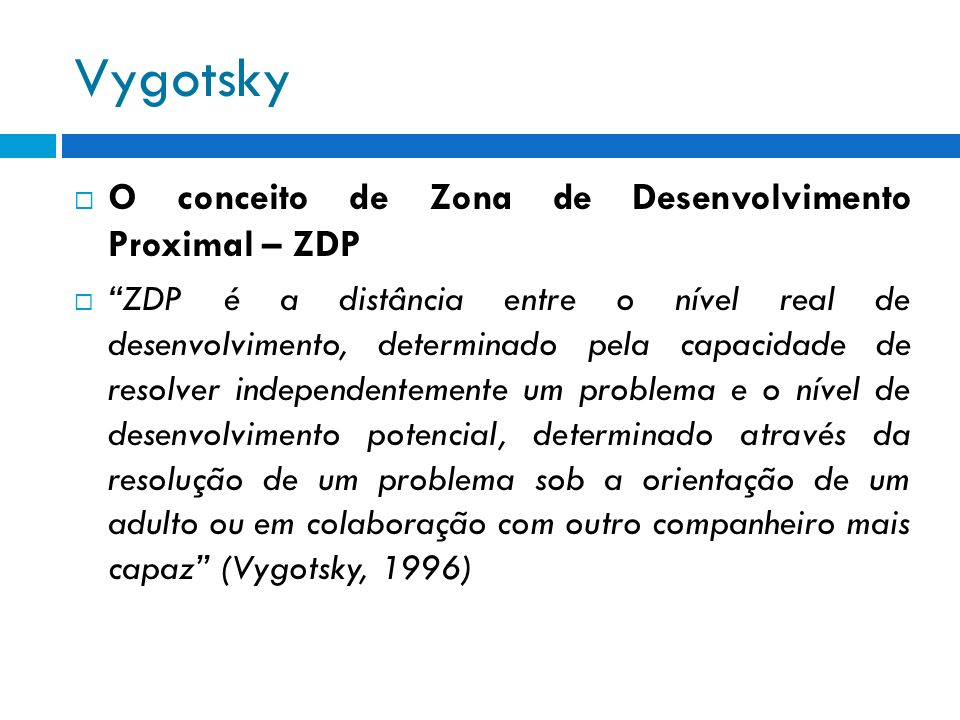 Vygotsky
O conceito de Zona de Desenvolvimento
Proximal – ZDP
“ZDP é a distância entre o nível real de
desenvolvimento, determinado pela capacidade de
resolver independentemente um problema e o nível de
desenvolvimento potencial, determinado através da
resolução de um problema sob a orientação de um
adulto ou em colaboração com outro companheiro mais
capaz” (Vygotsky, 1996)